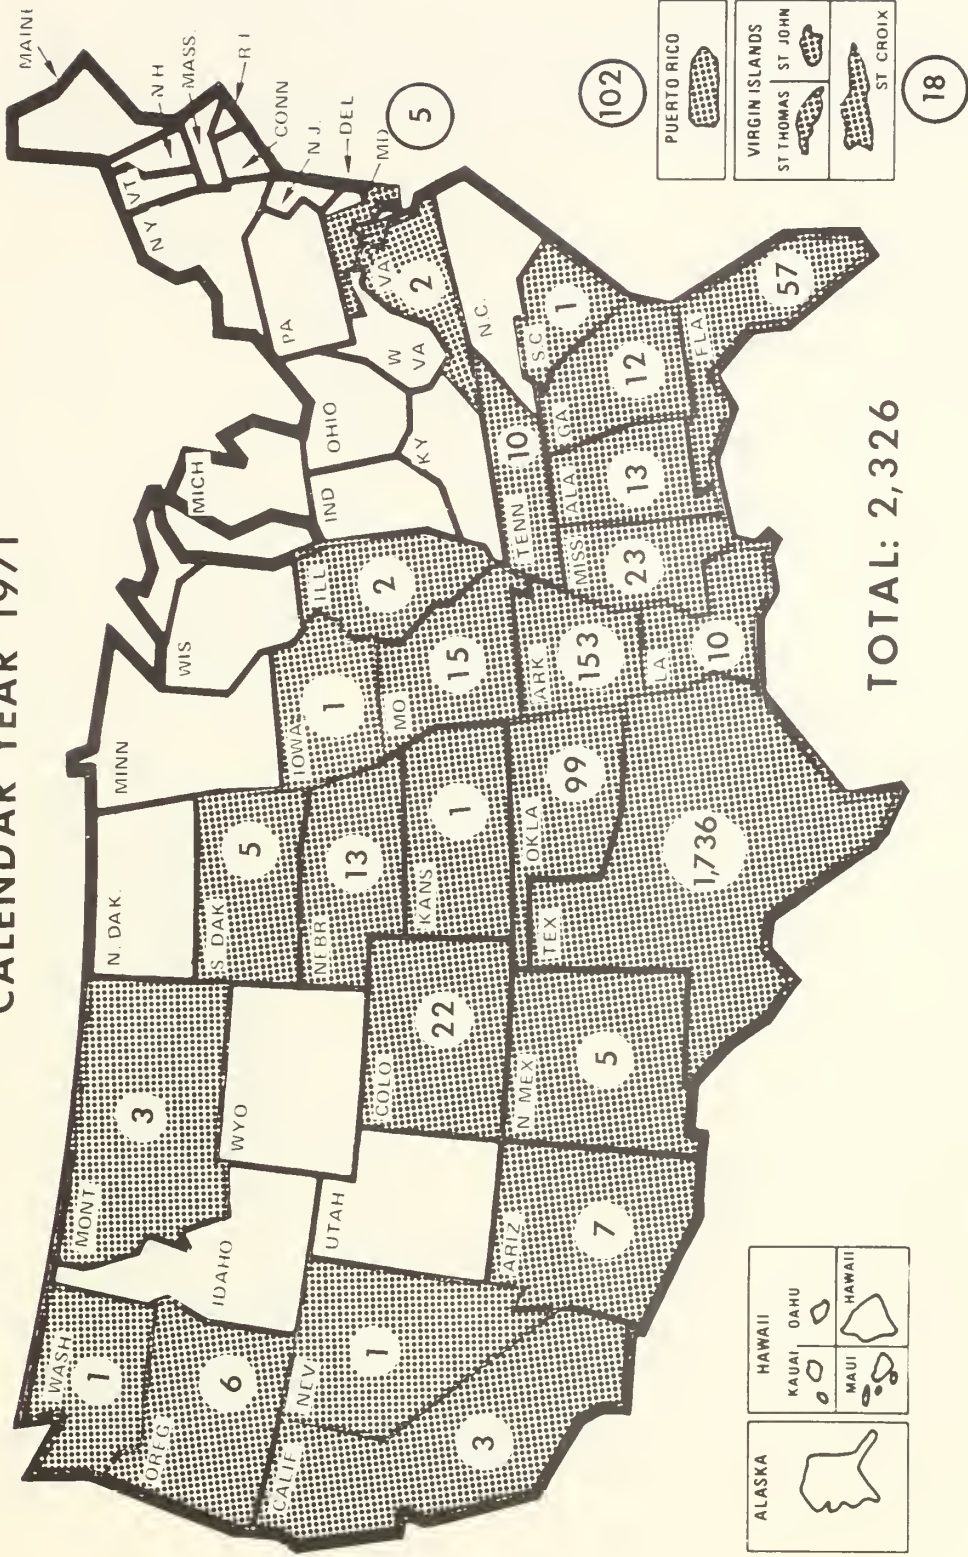 CALENDAR YEAR 1971
WASH
1
MONT.
3
N. DAK.
MINN
OREG
6
IDAHO
WYO
S DAK
5
WIS
MICH
NEBR
13
IOWA
1
ILL
2
IND
OHIO
PA
NY
VT
MAINE
N H
MASS.
R I
CONN
N J.
DEL
MD
5
CALIF
3
NEV
1
UTAH
COLO
22
KANS
1
MO
15
KY
W
VA
VA
2
ARIZ
7
N MEX
5
OKLA
99
ARK
153
TENN
10
N.C.
S.C
1
TEX
1,736
LA
10
MISS
23
ALA
13
GA
12
FLA
57
TOTAL: 2,326
ALASKA
HAWAII
KAUAI
OAHU
MAUI
HAWAII
102
PUERTO RICO
VIRGIN ISLANDS
ST THOMAS
ST JOHN
ST CROIX
18